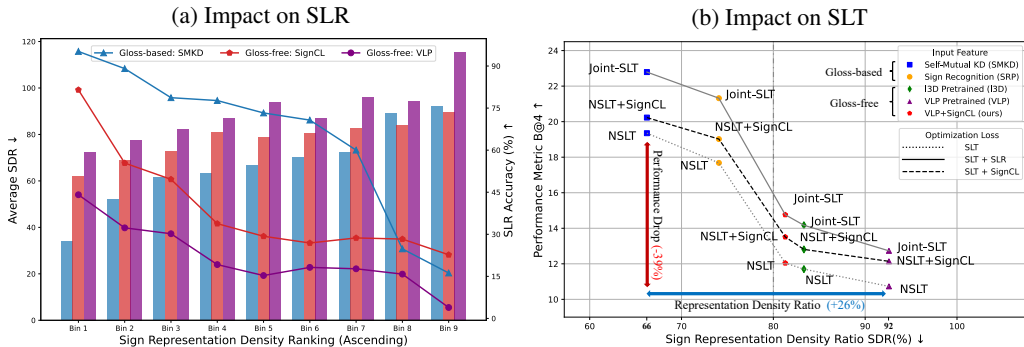 (a) Impact on SLR
Gloss-based: SMKD
Gloss-free: SignCL
Gloss-free: VLP
Average SDR ↓
120
100
80
60
40
20
0
90
75
60
45
30
15
0
SLR Accuracy (%) ↑
Bin 1 Bin 2 Bin 3 Bin 4 Bin 5 Bin 6 Bin 7 Bin 8 Bin 9
Sign Representation Density Ranking (Ascending)
(b) Impact on SLT
Performance Metric B@4 ↑
24
22
20
18
16
14
12
10
Joint-SLT
Joint-SLT
NSLT+SignCL
NSLT+SignCL
NSLT
NSLT
Performance Drop (-39%)
Joint-SLT
Joint-SLT
NSLT+SignCL
NSLT+SignCL
Joint-SLT
NSLT+SignCL
NSLT
NSLT
NSLT
Representation Density Ratio (+26%)
Input Feature
Gloss-based
Self-Mutual KD (SMKD)
Sign Recognition (SRP)
Gloss-free
I3D Pretrained (I3D)
VLP Pretrained (VLP)
VLP+SignCL (ours)
Optimization Loss
SLT
SLT + SLR
SLT + SignCL
60 66 70 80 90 92 100
Sign Representation Density Ratio SDR(%) ↓